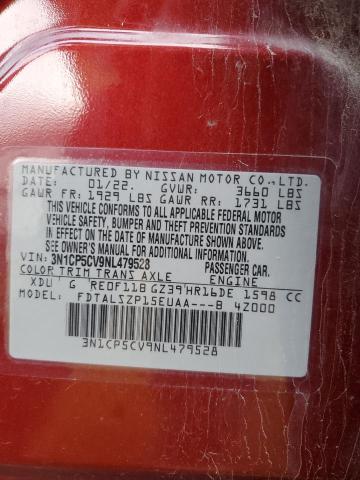 MANUFACTURED BY NISSAN MOTOR CO., LTD.
DATE: 01/22. GVWR: 3660 LBS
GAWR FR: 1929 LBS GAWR RR: 1731 LBS
THIS VEHICLE CONFORMS TO ALL APPLICABLE FEDERAL MOTOR
VEHICLE SAFETY, BUMPER AND THEFT PREVENTION STANDARDS
IN EFFECT ON THE DATE OF MANUFACTURE SHOWN ABOVE.
SEE OWNER'S MANUAL FOR MORE INFORMATION.
VIN: 3N1CP5CV9NL479528 PASSENGER CAR.
COLOR TRIM TRANS AXLE ENGINE
XDU G RE0F11B GZ39 HR16DE 1598 CC
MODEL: FDTALSZP15EUAA---B 4Z000
3N1CP5CV9NL479528